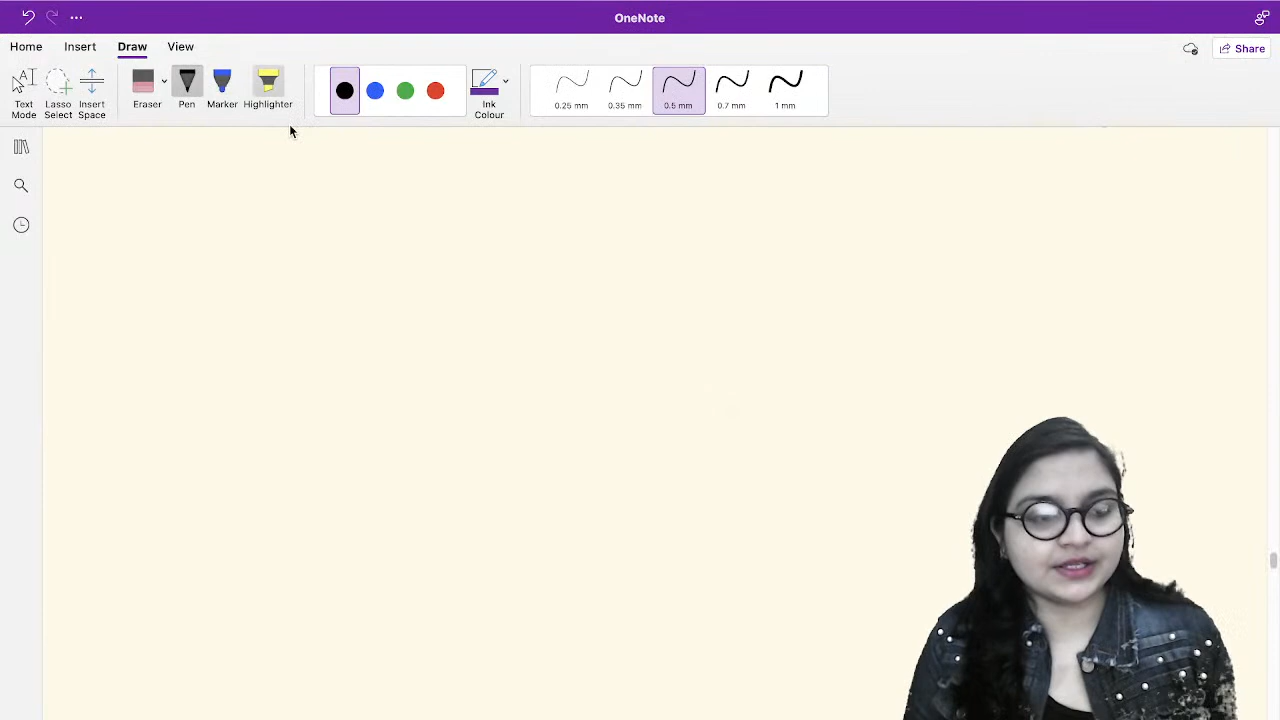 OneNote
Home Insert Draw View
Share
Text Mode
Lasso Select
Insert Space
Eraser
Pen
Marker
Highlighter
Ink Colour
0.25 mm
0.35 mm
0.5 mm
0.7 mm
1 mm